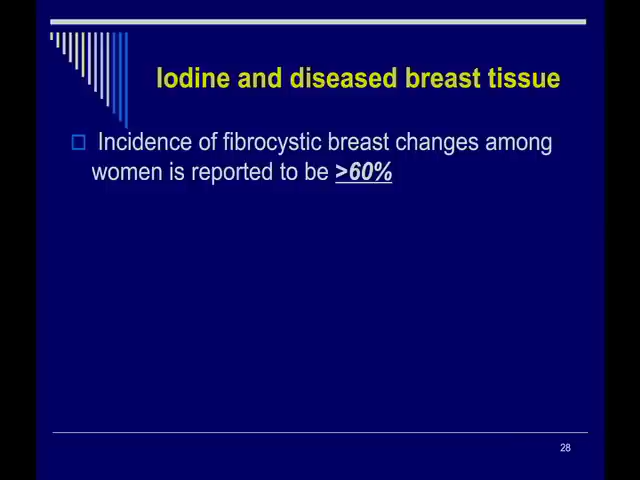 Iodine and diseased breast tissue
Incidence of fibrocystic breast changes among
women is reported to be >60%
28